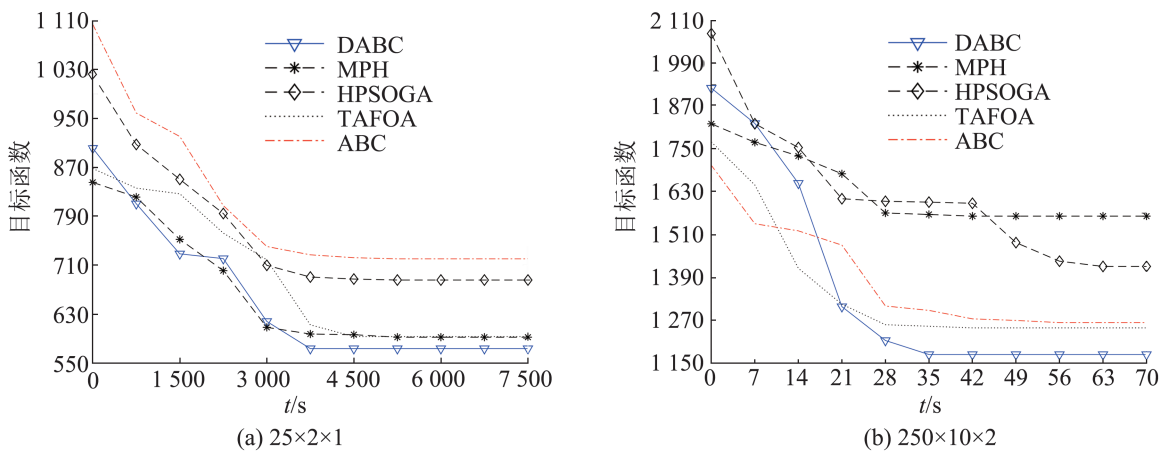 1 110
1 030
950
870
790
710
630
550
目标函数
DABC
MPH
HPSOGA
TAFOA
ABC
0
1 500
3 000
4 500
6 000
7 500
t/s
(a) 25×2×1
2 110
1 990
1 870
1 750
1 630
1 510
1 390
1 270
1 150
目标函数
DABC
MPH
HPSOGA
TAFOA
ABC
0
7
14
21
28
35
42
49
56
63
70
t/s
(b) 250×10×2